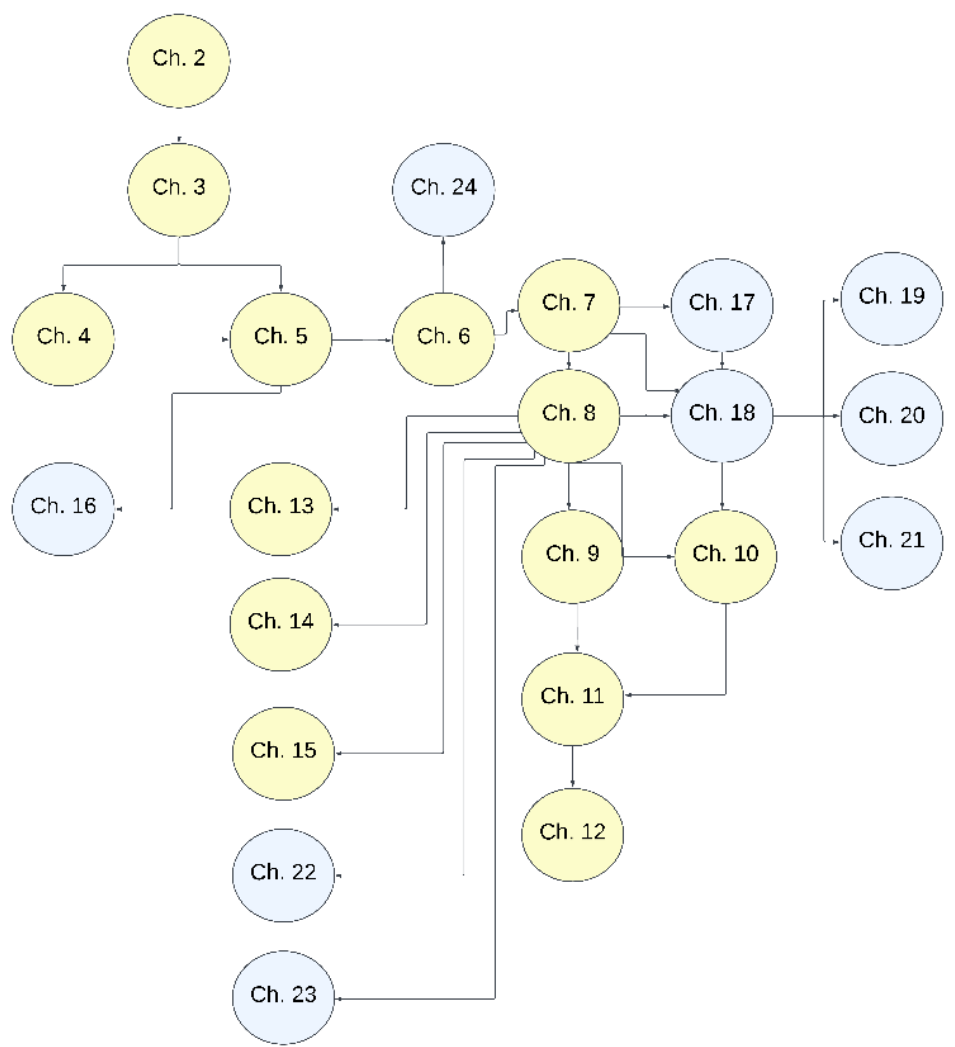 Ch. 2
Ch. 3
Ch. 24
Ch. 4
Ch. 5
Ch. 6
Ch. 7
Ch. 17
Ch. 19
Ch. 8
Ch. 18
Ch. 20
Ch. 16
Ch. 13
Ch. 9
Ch. 10
Ch. 21
Ch. 14
Ch. 11
Ch. 15
Ch. 12
Ch. 22
Ch. 23